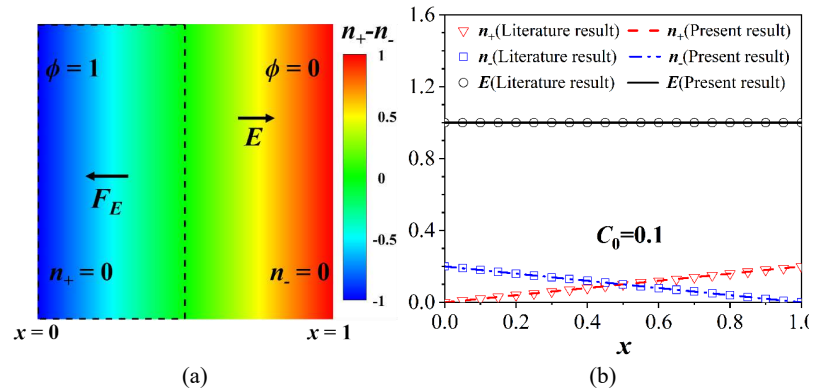 ϕ = 1
ϕ = 0
E
F_E
n₊ = 0
n₋ = 0
x = 0
x = 1
n₊-n₋
1
0.5
0
-0.5
-1
(a)
n₊(Literature result) n₊(Present result)
n₋(Literature result) n₋(Present result)
E(Literature result) E(Present result)
1.6
1.2
0.8
0.4
0.0
C₀=0.1
0.0 0.2 0.4 0.6 0.8 1.0
x
(b)